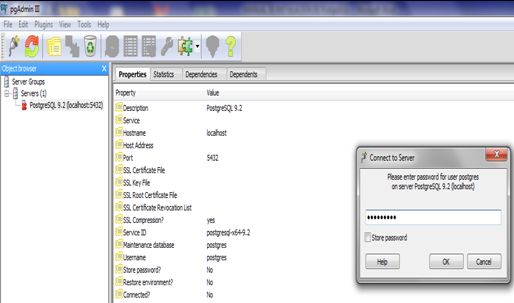 pgAdmin III
File Edit Plugins View Tools Help
Object browser X
Server Groups
Servers (1)
PostgreSQL 9.2 (localhost:5432)
Properties Statistics Dependencies Dependents
Property Value
Description PostgreSQL 9.2
Service
Hostname localhost
Host Address
Port 5432
SSL Certificate File
SSL Key File
SSL Root Certificate File
SSL Certificate Revocation List
SSL Compression? yes
Service ID postgresql-x64-9.2
Maintenance database postgres
Username postgres
Store password? No
Restore environment? No
Connected? No
Connect to Server
Please enter password for user postgres
on server PostgreSQL 9.2 (localhost)
Store password
Help OK Cancel